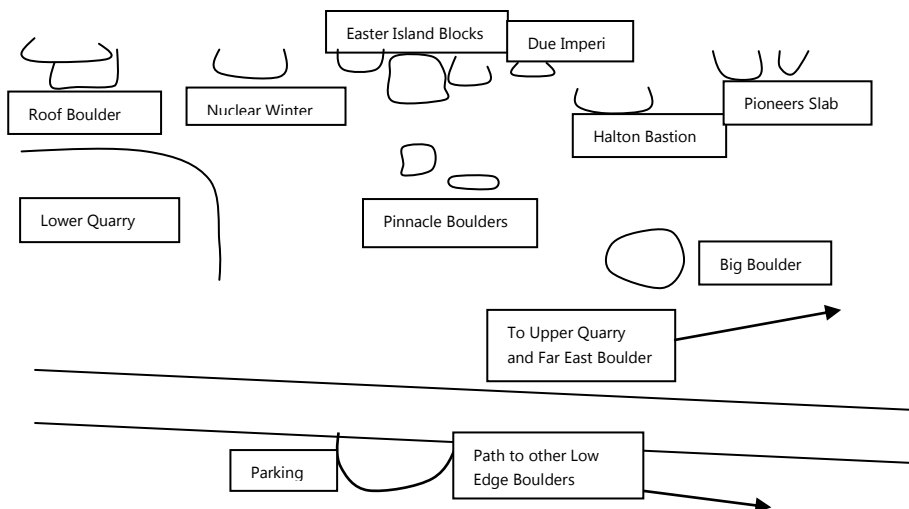 Easter Island Blocks
Due Imperi
Roof Boulder
Nuclear Winter
Pioneers Slab
Halton Bastion
Lower Quarry
Pinnacle Boulders
Big Boulder
To Upper Quarry
and Far East Boulder
Parking
Path to other Low
Edge Boulders